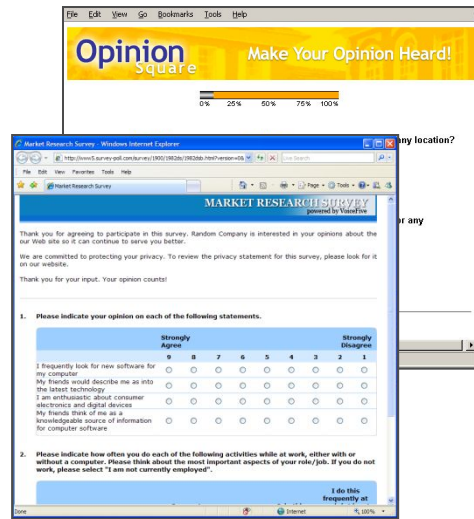 File Edit View Go Bookmarks Tools Help
Opinion
Square
Make Your Opinion Heard!
0% 25% 50% 75% 100%
ny location?
or any
Market Research Survey - Windows Internet Explorer
Live Search
File Edit View Favorites Tools Help
Market Research Survey
Page Tools
MARKET RESEARCH SURVEY
powered by VoiceFive
Thank you for agreeing to participate in this survey. Random Company is interested in your opinions about the
our Web site so it can continue to serve you better.
We are committed to protecting your privacy. To review the privacy statement for this survey, please look for it
on our website.
Thank you for your input. Your opinion counts!
1. Please indicate your opinion on each of the following statements.
Strongly Strongly
Agree Disagree
9 8 7 6 5 4 3 2 1
I frequently look for new software for
my computer
My friends would describe me as into
the latest technology
I am enthusiastic about consumer
electronics and digital devices
My friends think of me as a
knowledgeable source of information
for computer software
2. Please indicate how often you do each of the following activities while at work, either with or
without a computer. Please think about the most important aspects of your role/job. If you do not
work, please select "I am not currently employed".
I do this
frequently at
Done Internet 100%